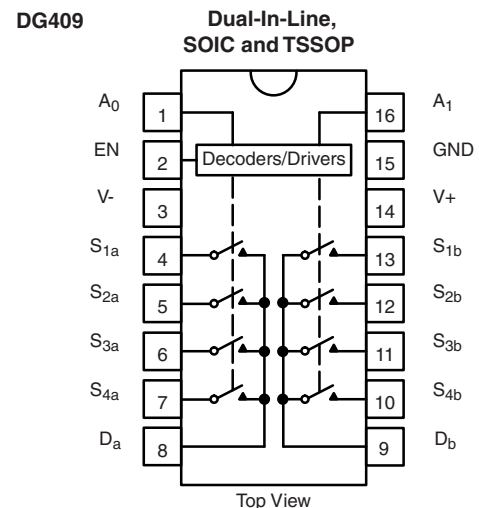 DG409
Dual-In-Line,
SOIC and TSSOP
A0 1 16 A1
EN 2 Decoders/Drivers 15 GND
V- 3 14 V+
S1a 4 13 S1b
S2a 5 12 S2b
S3a 6 11 S3b
S4a 7 10 S4b
Da 8 9 Db
Top View